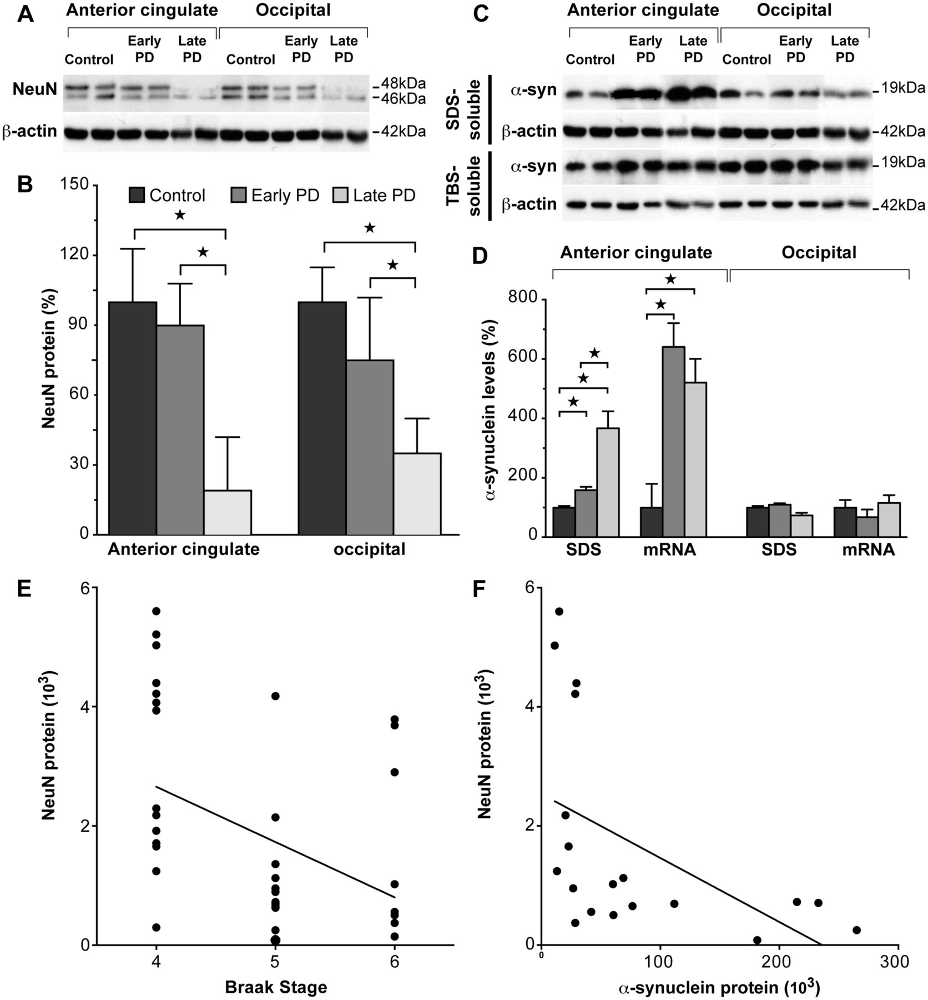 A
Anterior cingulate
Occipital
Control
Early
PD
Late
PD
Control
Early
PD
Late
PD
NeuN
48kDa
46kDa
β-actin
42kDa
B
150
120
90
60
30
0
NeuN protein (%)
Control
Early PD
Late PD
★
★
★
★
Anterior cingulate
occipital
C
Anterior cingulate
Occipital
Control
Early
PD
Late
PD
Control
Early
PD
Late
PD
SDS-
soluble
α-syn
19kDa
β-actin
42kDa
TBS-
soluble
α-syn
19kDa
β-actin
42kDa
D
Anterior cingulate
Occipital
800
600
400
200
0
α-synuclein levels (%)
★
★
★
★
★
SDS
mRNA
SDS
mRNA
E
6
4
2
0
NeuN protein (10³)
4
5
6
Braak Stage
F
6
4
2
0
NeuN protein (10³)
0
100
200
300
α-synuclein protein (10³)